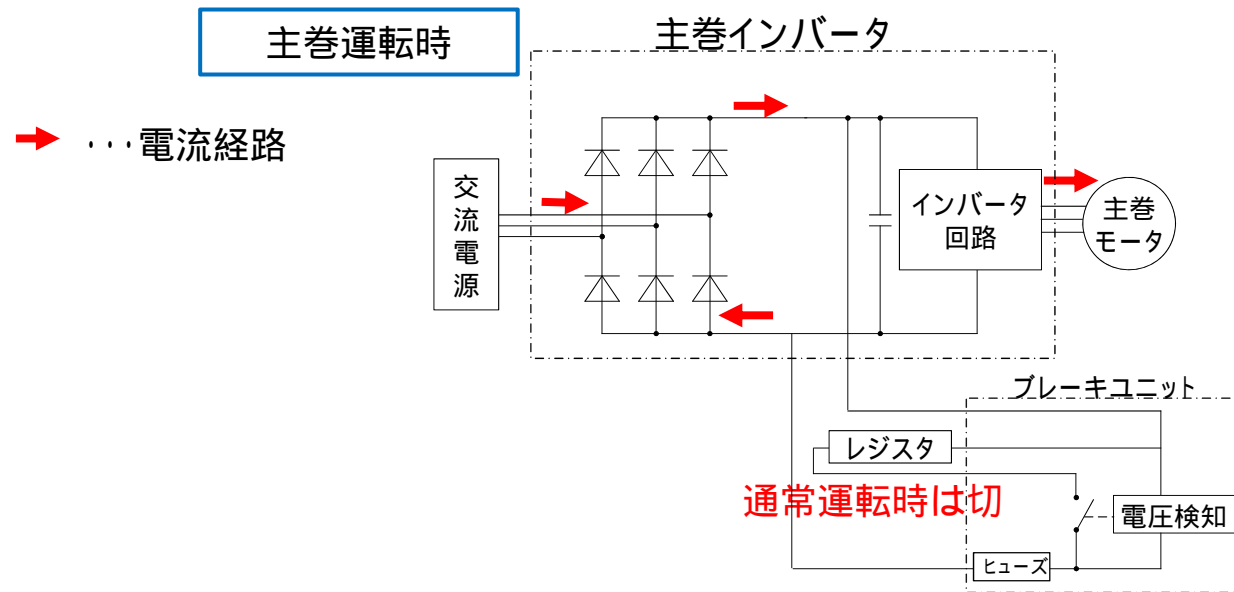 主巻運転時
主巻インバータ
・・・電流経路
交
流
電
源
インバータ
回路
主巻
モータ
ブレーキユニット
レジスタ
通常運転時は切
電圧検知
ヒューズ